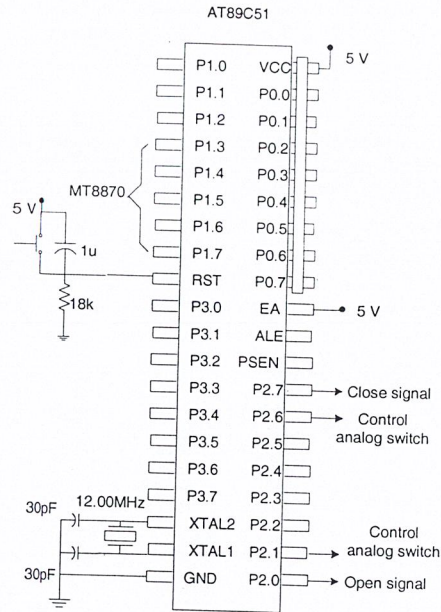 AT89C51
5 V
P1.0 VCC
P1.1 P0.0
P1.2 P0.1
P1.3 P0.2
P1.4 P0.3
MT8870
P1.5 P0.4
5 V
P1.6 P0.5
1u
P1.7 P0.6
RST P0.7
18k
P3.0 EA 5 V
P3.1 ALE
P3.2 PSEN
P3.3 P2.7 Close signal
P3.4 P2.6 Control
analog switch
P3.5 P2.5
P3.6 P2.4
P3.7 P2.3
30pF 12.00MHz
XTAL2 P2.2
Control
XTAL1 P2.1 analog switch
30pF
GND P2.0 Open signal